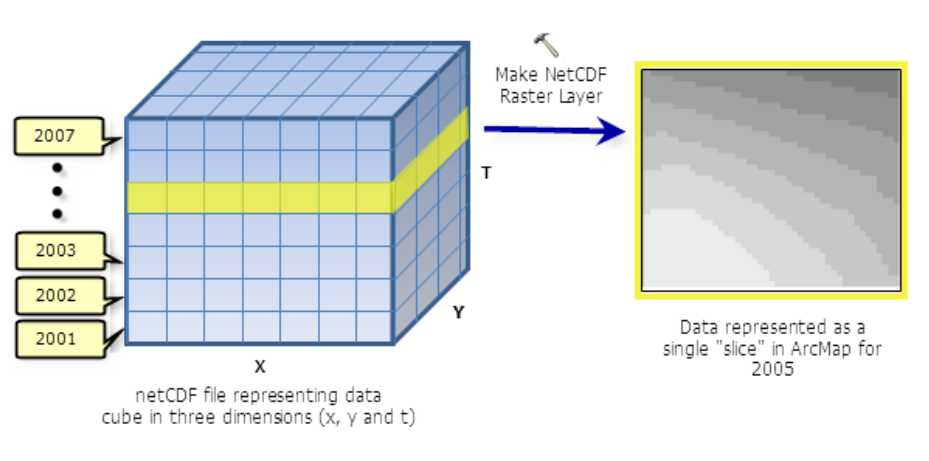 Make NetCDF
Raster Layer
2007
2003
2002
2001
T
Y
X
netCDF file representing data
cube in three dimensions (x, y and t)
Data represented as a
single "slice" in ArcMap for
2005